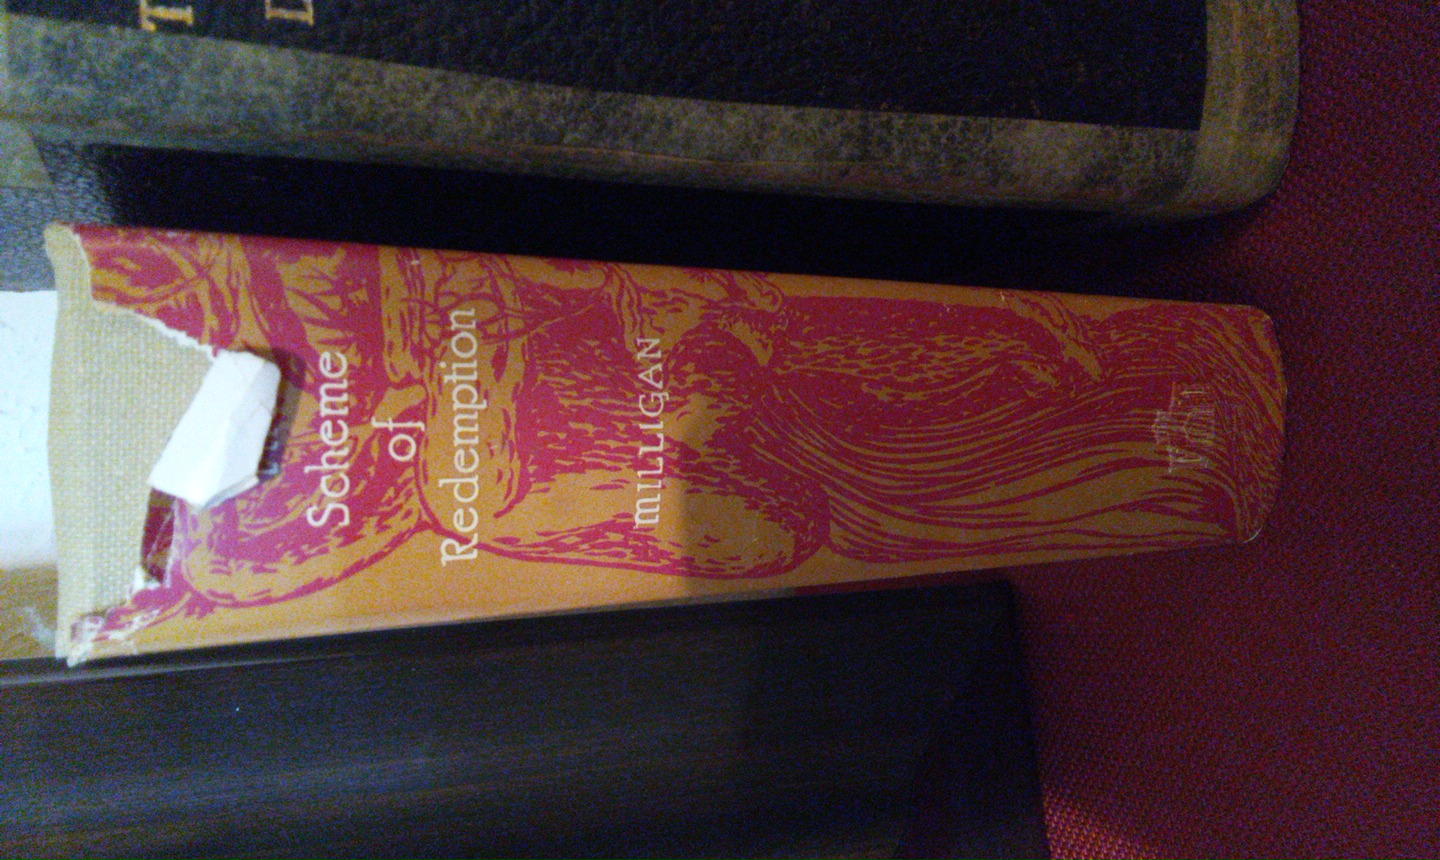 Scheme
of
Redemption
MILLIGAN